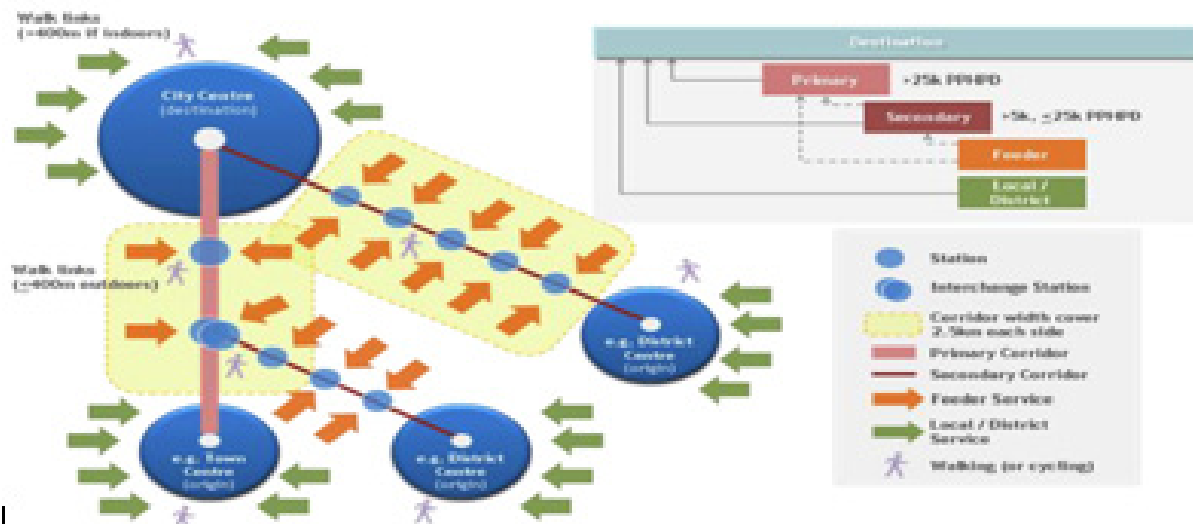 Walk links
(~400m if indoors)
City Centre
(destination)
Walk links
(<400m outdoors)
e.g. Town
Centre
(origin)
e.g. District
Centre
(origin)
e.g. District
Centre
(origin)
Destination
Primary
Secondary
Feeder
Local /
District
+25k PPHPD
+5k, ≤25k PPHPD
Station
Interchange Station
Corridor width cover
2.5km each side
Primary Corridor
Secondary Corridor
Feeder Service
Local / District
Service
Walking (or cycling)